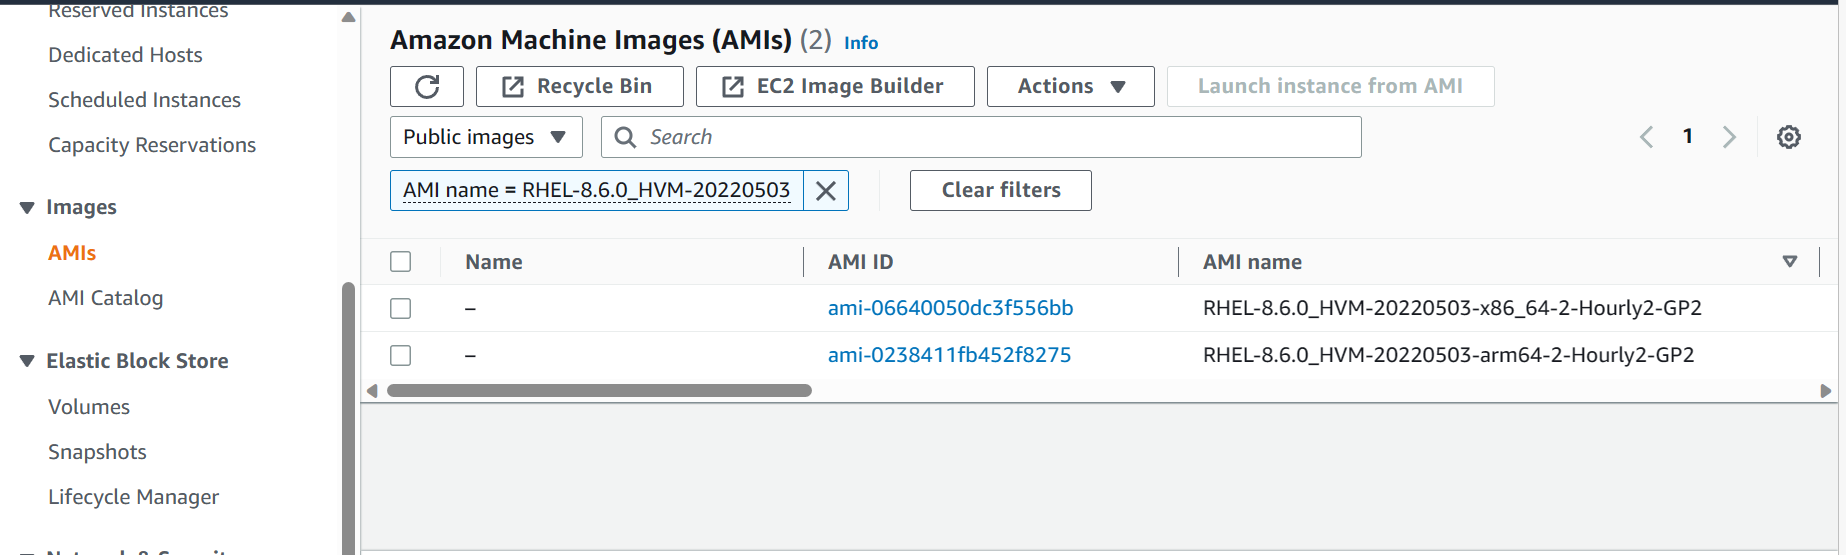 Reserved Instances
Dedicated Hosts
Scheduled Instances
Capacity Reservations
Images
AMIs
AMI Catalog
Elastic Block Store
Volumes
Snapshots
Lifecycle Manager
Amazon Machine Images (AMIs) (2) Info
Recycle Bin EC2 Image Builder Actions Launch instance from AMI
Public images Search 1
AMI name = RHEL-8.6.0_HVM-20220503 Clear filters
Name AMI ID AMI name
– ami-06640050dc3f556bb RHEL-8.6.0_HVM-20220503-x86_64-2-Hourly2-GP2
– ami-0238411fb452f8275 RHEL-8.6.0_HVM-20220503-arm64-2-Hourly2-GP2